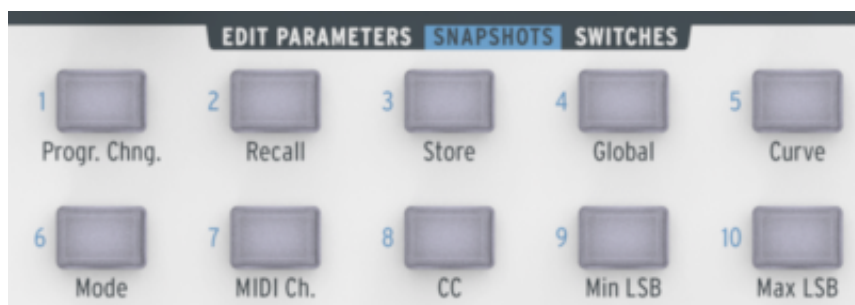 EDIT PARAMETERS SNAPSHOTS SWITCHES
1 2 3 4 5
Progr. Chng. Recall Store Global Curve
6 7 8 9 10
Mode MIDI Ch. CC Min LSB Max LSB